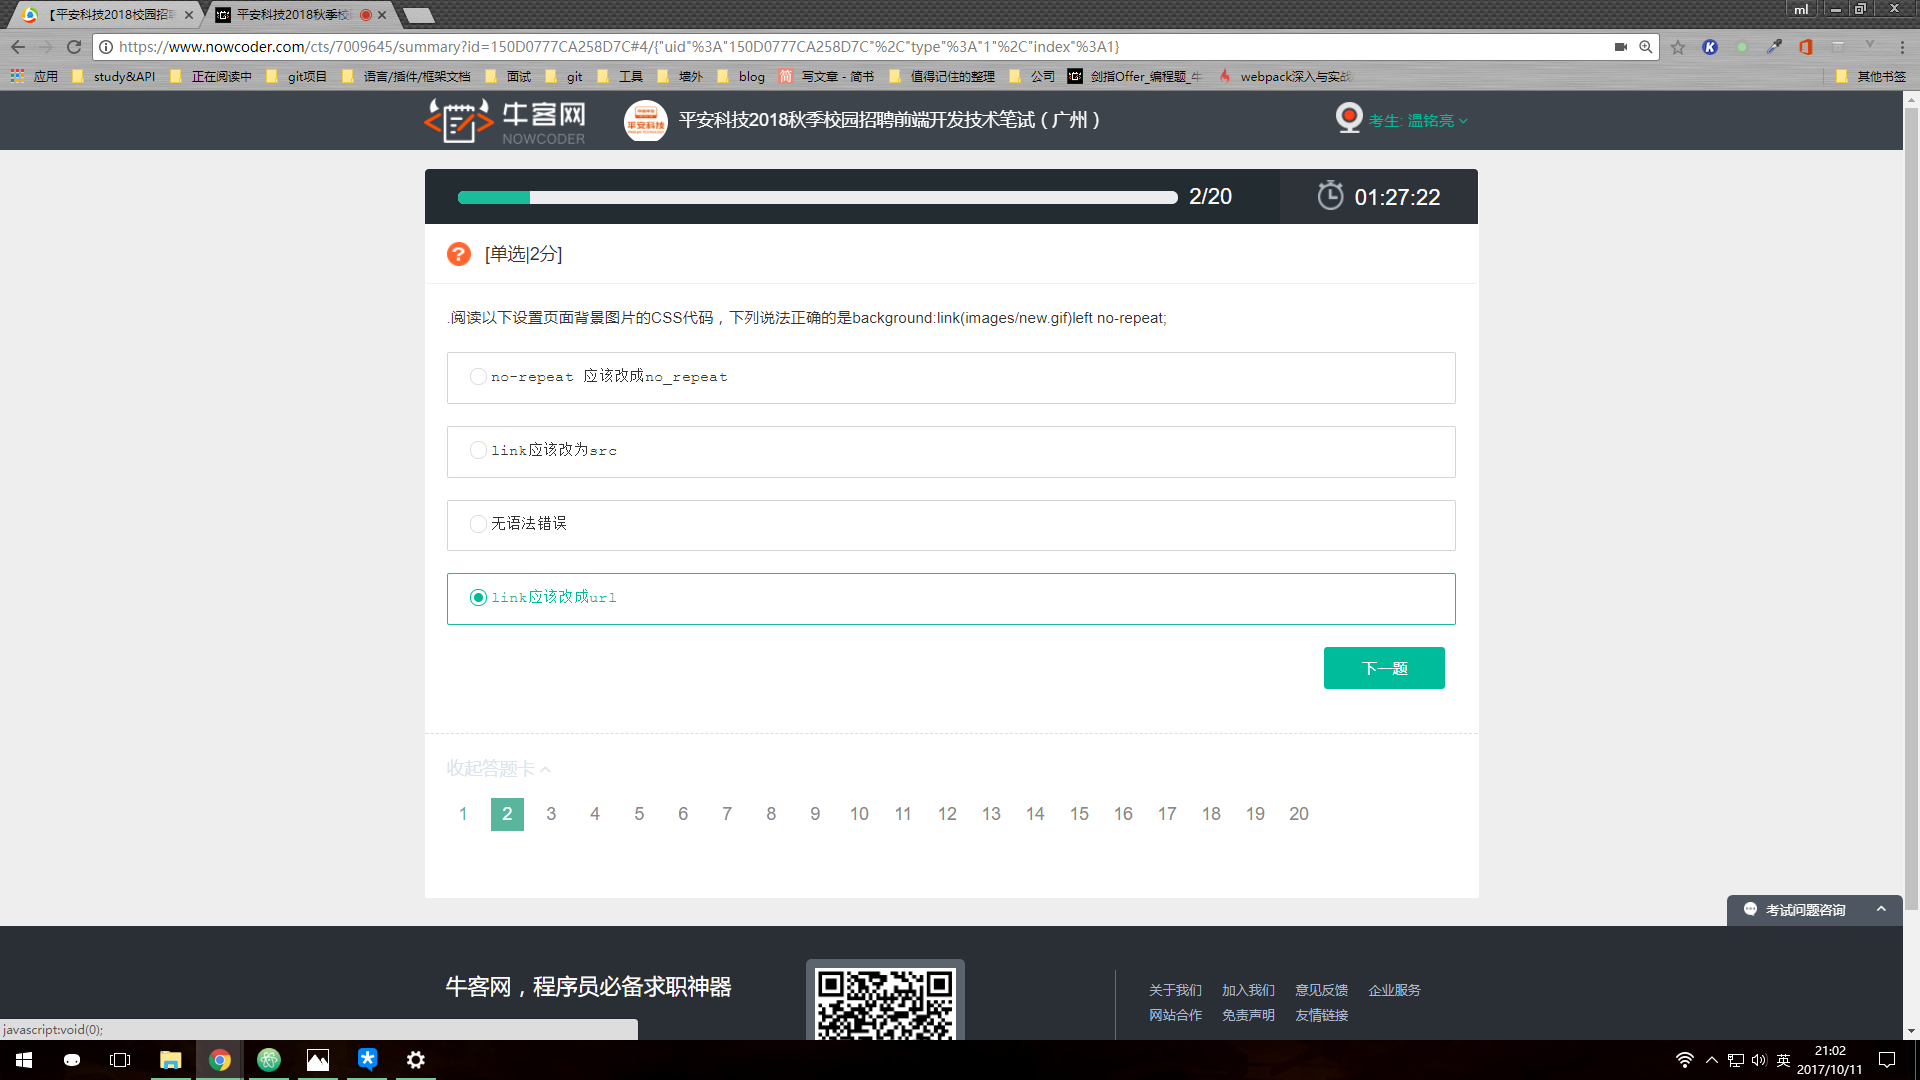 【平安科技2018校园招聘
平安科技2018秋季校
ml
https://www.nowcoder.com/cts/7009645/summary?id=150D0777CA258D7C#4/{"uid"%3A"150D0777CA258D7C"%2C"type"%3A"1"%2C"index"%3A1}
应用 study&API 正在阅读中 git项目 语言/插件/框架文档 面试 git 工具 墙外 blog 写文章 - 简书 值得记住的整理 公司 剑指Offer_编程题_牛 webpack深入与实战 其他书签
牛客网
NOWCODER
平安科技
平安科技2018秋季校园招聘前端开发技术笔试（广州）
考生: 温铭亮
2/20
01:27:22
[单选|2分]
.阅读以下设置页面背景图片的CSS代码，下列说法正确的是background:link(images/new.gif)left no-repeat;
no-repeat 应该改成no_repeat
link应该改为src
无语法错误
link应该改成url
下一题
收起答题卡
1 2 3 4 5 6 7 8 9 10 11 12 13 14 15 16 17 18 19 20
考试问题咨询
牛客网，程序员必备求职神器
关于我们 加入我们 意见反馈 企业服务
网站合作 免责声明 友情链接
javascript:void(0);
英
21:02
2017/10/11